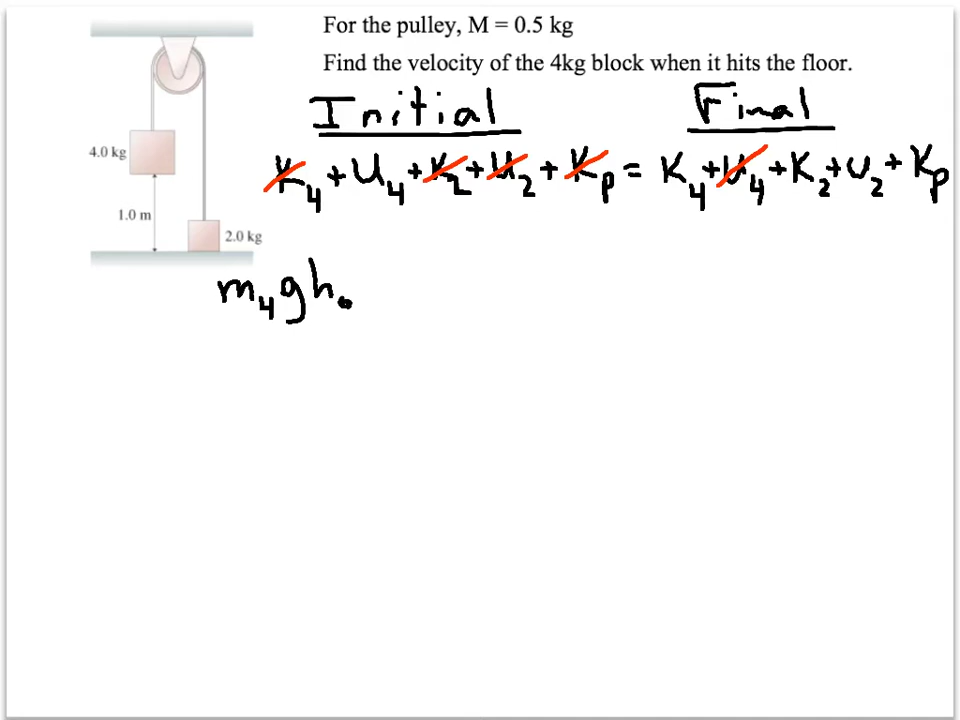 For the pulley, M = 0.5 kg
Find the velocity of the 4kg block when it hits the floor.
Initial Final
K₄ + U₄ + K₂ + U₂ + Kₚ = K₄ + U₄ + K₂ + U₂ + Kₚ
4.0 kg
1.0 m
2.0 kg
m₄gh₀